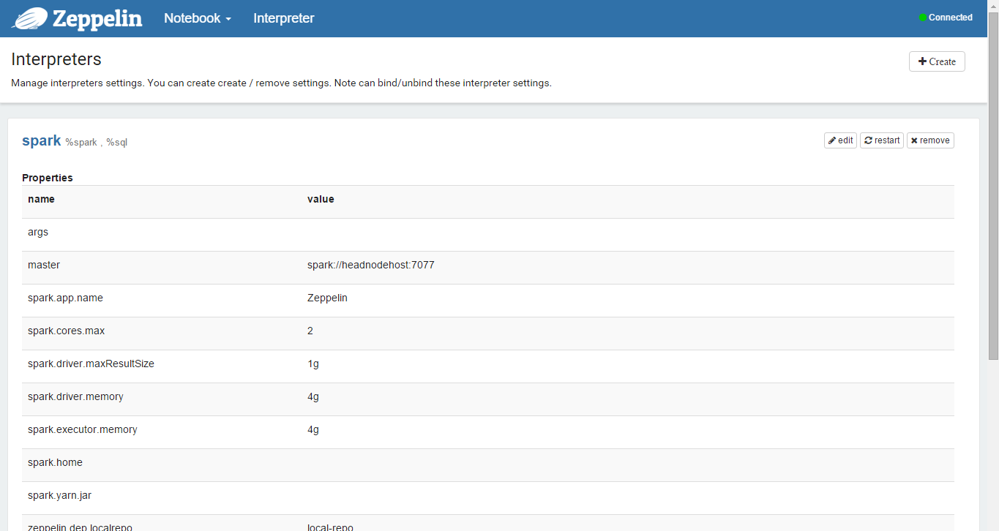 Zeppelin Notebook Interpreter Connected
Interpreters
Create
Manage interpreters settings. You can create create / remove settings. Note can bind/unbind these interpreter settings.
spark %spark , %sql edit restart remove
Properties
name value
args
master spark://headnodehost:7077
spark.app.name Zeppelin
spark.cores.max 2
spark.driver.maxResultSize 1g
spark.driver.memory 4g
spark.executor.memory 4g
spark.home
spark.yarn.jar
zeppelin.dep.localrepo local-repo